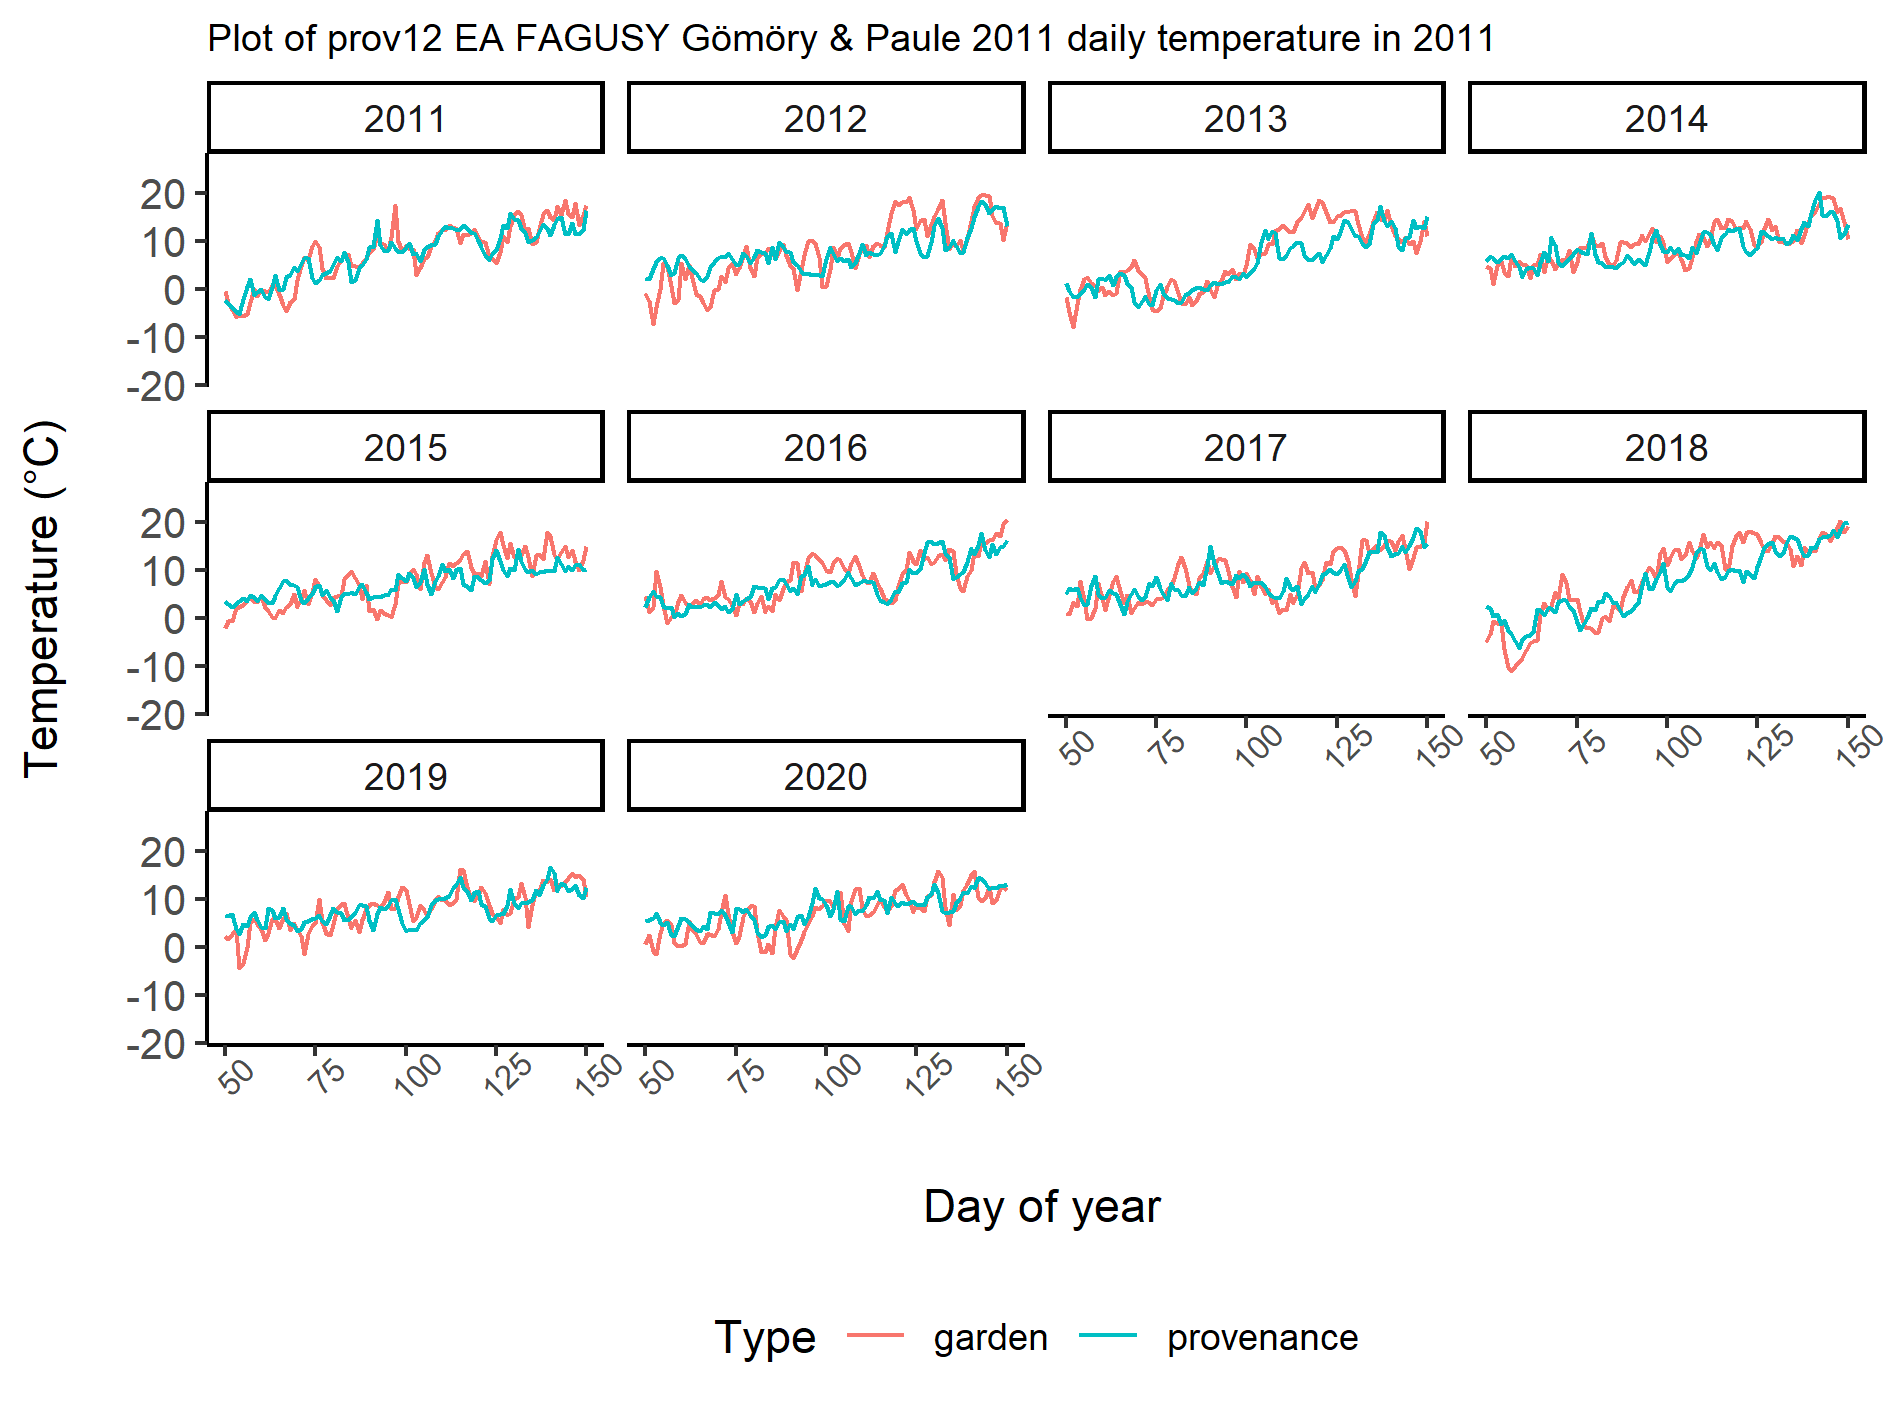 Plot of prov12 EA FAGUSY Gömöry & Paule 2011 daily temperature in 2011
2011 2012 2013 2014
20
10
0
-10
-20
2015 2016 2017 2018
20
10
0
-10
-20
50 75 100 125 150 50 75 100 125 150
2019 2020
20
10
0
-10
-20
50 75 100 125 150 50 75 100 125 150
Temperature (°C)
Day of year
Type garden provenance